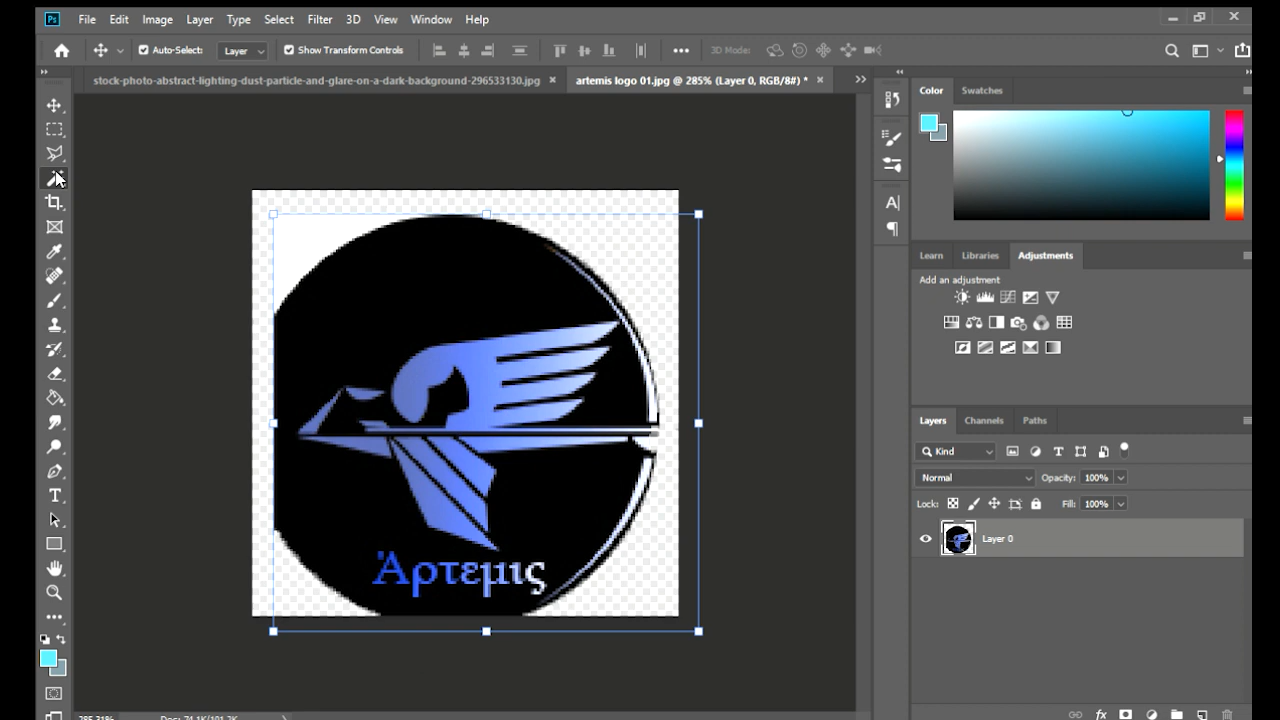 Ps File Edit Image Layer Type Select Filter 3D View Window Help
Auto-Select: Layer Show Transform Controls 3D Mode:
stock-photo-abstract-lighting-dust-particle-and-glare-on-a-dark-background-296533130.jpg × artemis logo 01.jpg @ 285% (Layer 0, RGB/8#) * ×
Color Swatches
Learn Libraries Adjustments
Add an adjustment
Layers Channels Paths
Kind
Normal Opacity: 100%
Lock: Fill: 100%
Layer 0
Ἄρτεμις
T
fx